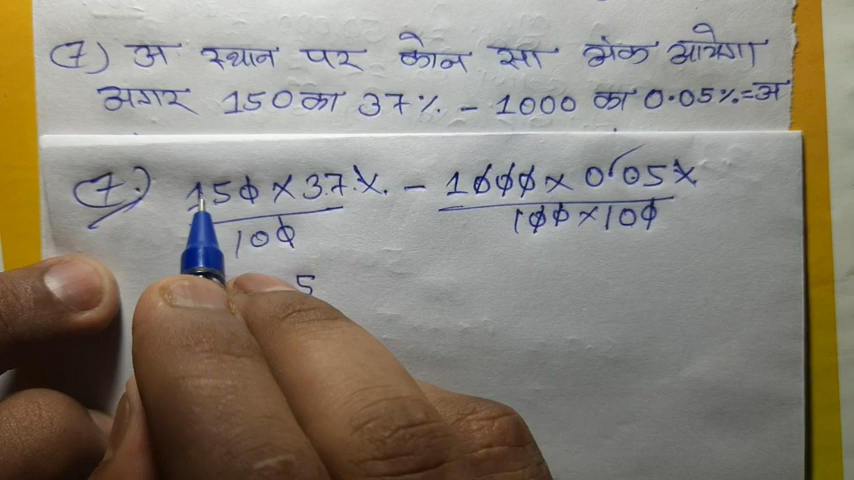 (7) अ स्थान पर कौन सा अंक आयेगा
अगर 150 का 37% - 1000 का 0.05% = अ
(7.) 150 x 37% - 1000 x 0.05%
100 100 x 100
5